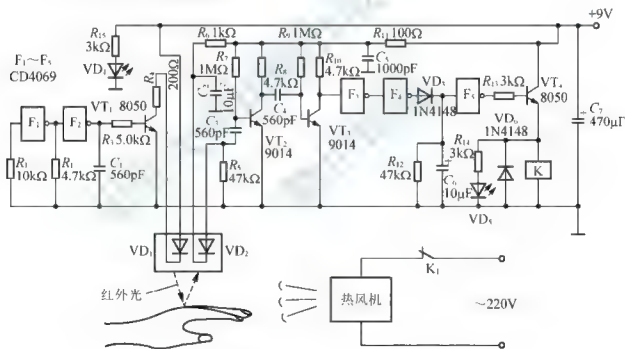 +9V
R₁₅
3kΩ
VD₄
F₁~F₅
CD4069
R₄
200Ω
R₆ 1kΩ
R₇
1MΩ
C₂
10μF
R₉ 1MΩ
R₈
4.7kΩ
C₄
560pF
R₁₀
4.7kΩ
R₁₁ 100Ω
C₅
1000pF
VD₅
1N4148
R₁₃ 3kΩ
VT₄
8050
VT₁ 8050
F₁
F₂
R₃ 5.0kΩ
C₃
560pF
VT₂
9014
VT₃
9014
F₃
F₄
F₅
VD₆
1N4148
C₇
470μF
R₁
10kΩ
R₁ 4.7kΩ
C₁
560pF
R₅
47kΩ
R₁₂
47kΩ
C₆
10μF
R₁₄
3kΩ
K
VD₁
VD₂
VD₃
红外光
热风机
K₁
~220V